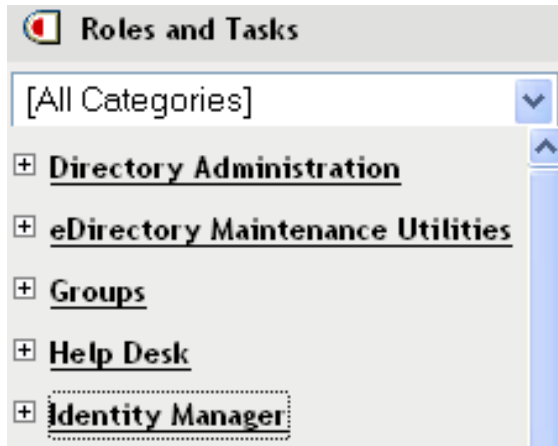 Roles and Tasks
[All Categories]
Directory Administration
eDirectory Maintenance Utilities
Groups
Help Desk
Identity Manager